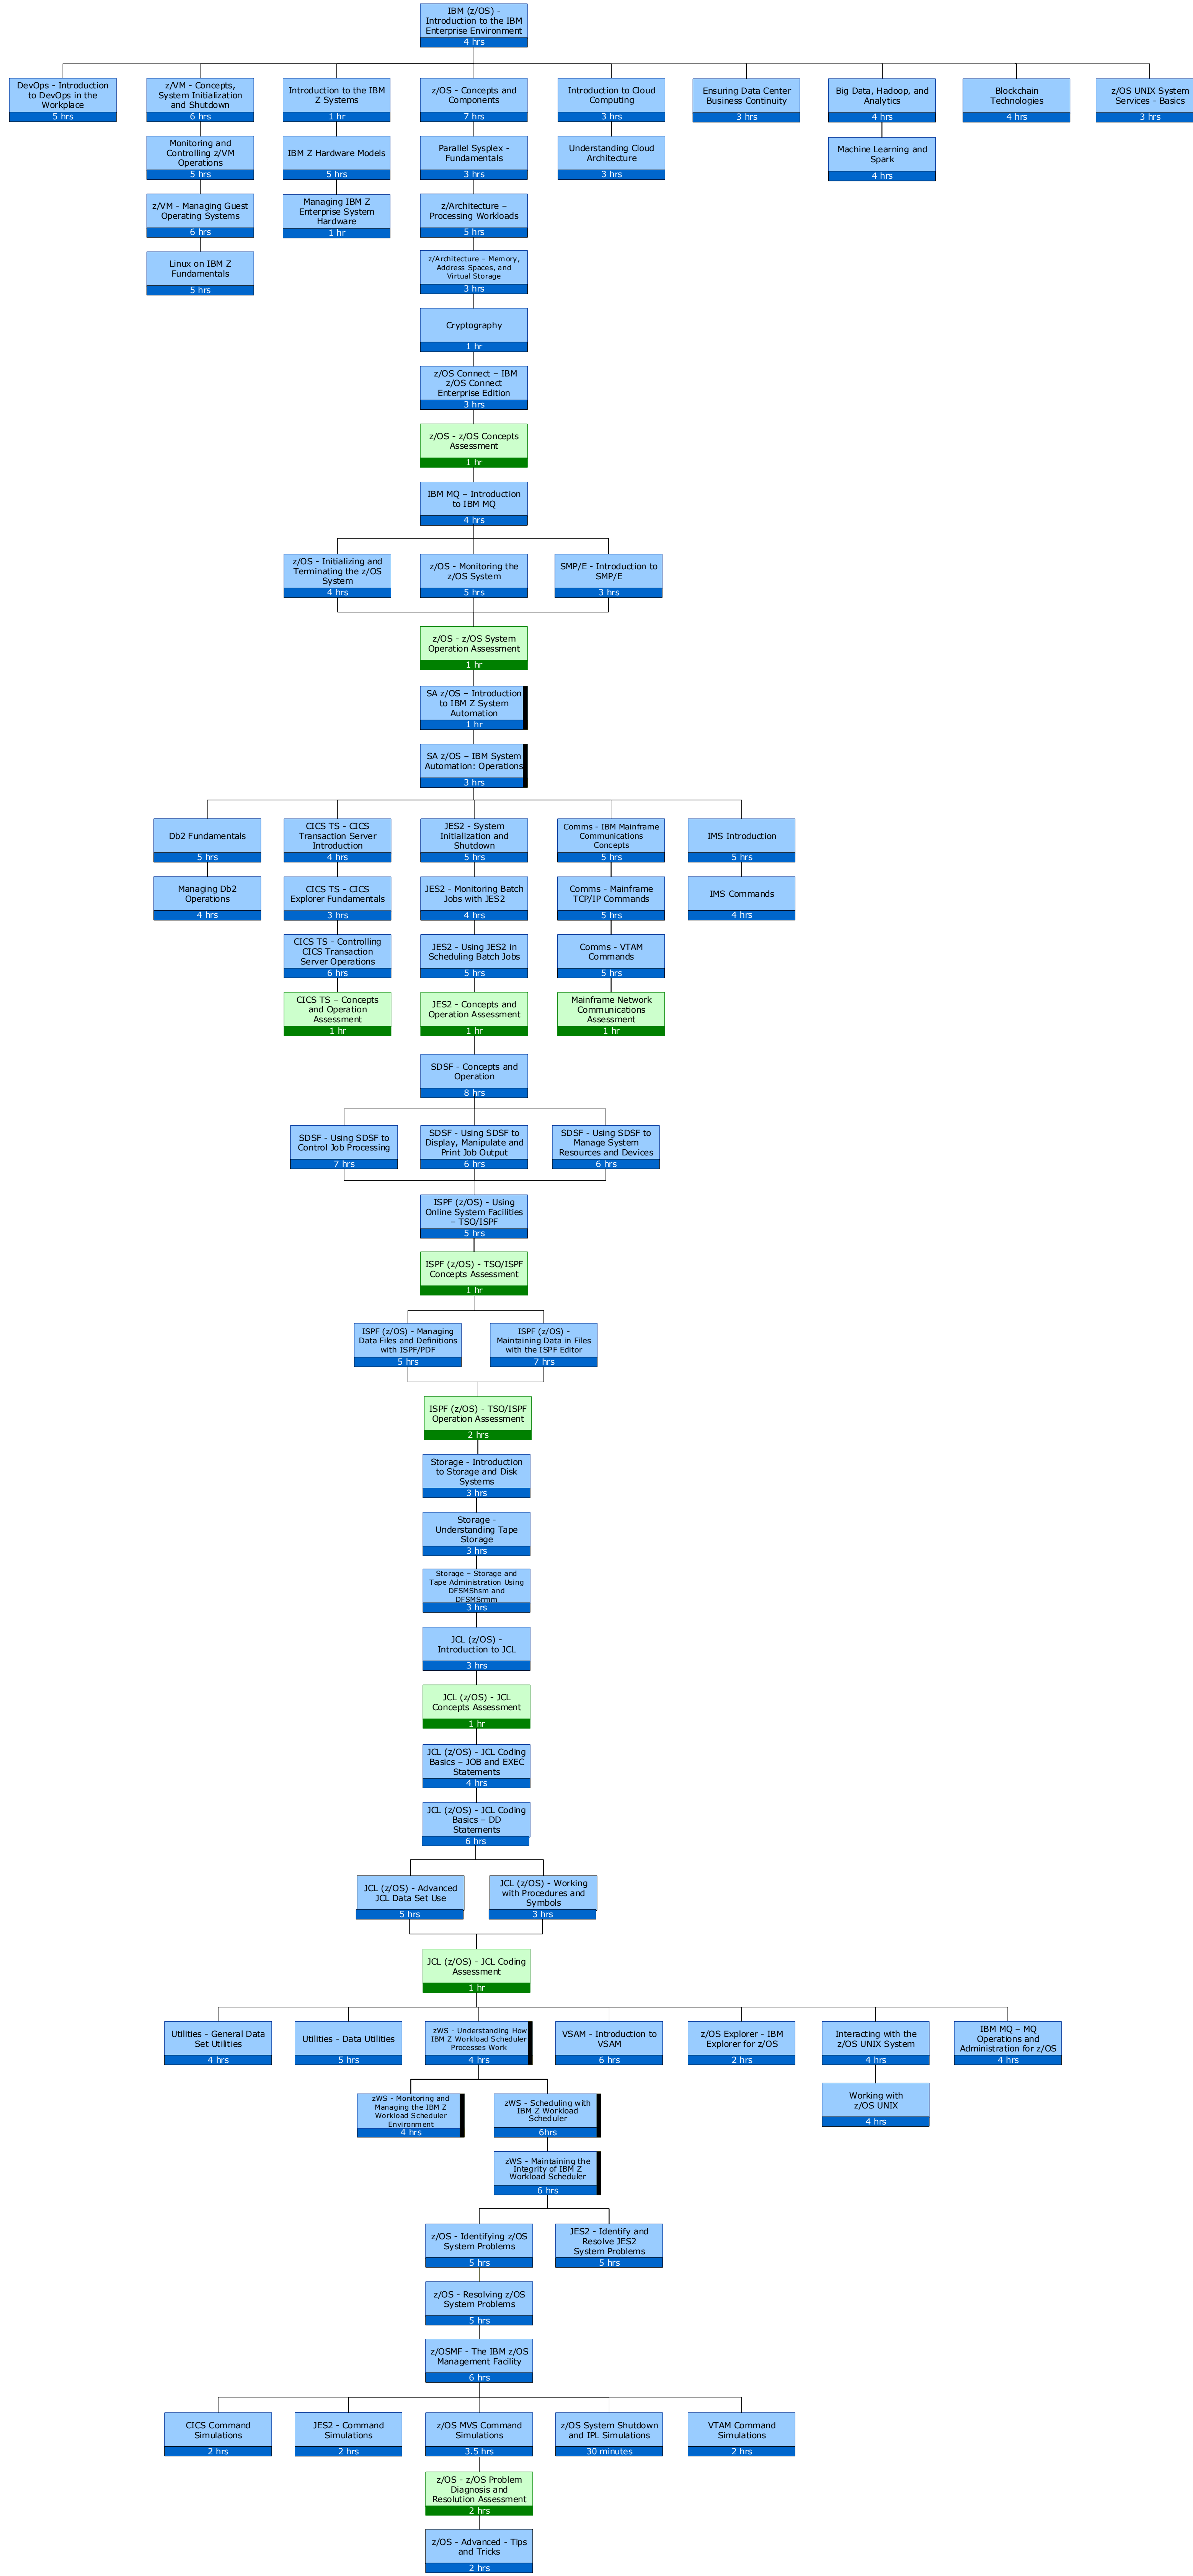 IBM (z/OS) -
Introduction to the IBM
Enterprise Environment
4 hrs
DevOps - Introduction
to DevOps in the
Workplace
5 hrs
z/VM - Concepts,
System Initialization
and Shutdown
6 hrs
Introduction to the IBM
Z Systems
1 hr
z/OS - Concepts and
Components
7 hrs
Introduction to Cloud
Computing
3 hrs
Ensuring Data Center
Business Continuity
3 hrs
Big Data, Hadoop, and
Analytics
4 hrs
Blockchain
Technologies
4 hrs
z/OS UNIX System
Services - Basics
3 hrs
Monitoring and
Controlling z/VM
Operations
5 hrs
IBM Z Hardware Models
5 hrs
Parallel Sysplex -
Fundamentals
3 hrs
Understanding Cloud
Architecture
3 hrs
Machine Learning and
Spark
4 hrs
z/VM - Managing Guest
Operating Systems
6 hrs
Managing IBM Z
Enterprise System
Hardware
1 hr
z/Architecture –
Processing Workloads
5 hrs
Linux on IBM Z
Fundamentals
5 hrs
z/Architecture – Memory,
Address Spaces, and
Virtual Storage
3 hrs
Cryptography
1 hr
z/OS Connect – IBM
z/OS Connect
Enterprise Edition
3 hrs
z/OS - z/OS Concepts
Assessment
1 hr
IBM MQ – Introduction
to IBM MQ
4 hrs
z/OS - Initializing and
Terminating the z/OS
System
4 hrs
z/OS - Monitoring the
z/OS System
5 hrs
SMP/E - Introduction to
SMP/E
3 hrs
z/OS - z/OS System
Operation Assessment
1 hr
SA z/OS – Introduction
to IBM Z System
Automation
1 hr
SA z/OS – IBM System
Automation: Operations
3 hrs
Db2 Fundamentals
5 hrs
CICS TS - CICS
Transaction Server
Introduction
4 hrs
JES2 - System
Initialization and
Shutdown
5 hrs
Comms - IBM Mainframe
Communications
Concepts
5 hrs
IMS Introduction
5 hrs
Managing Db2
Operations
4 hrs
CICS TS - CICS
Explorer Fundamentals
3 hrs
JES2 - Monitoring Batch
Jobs with JES2
4 hrs
Comms - Mainframe
TCP/IP Commands
5 hrs
IMS Commands
4 hrs
CICS TS - Controlling
CICS Transaction
Server Operations
6 hrs
JES2 - Using JES2 in
Scheduling Batch Jobs
5 hrs
Comms - VTAM
Commands
5 hrs
CICS TS – Concepts
and Operation
Assessment
1 hr
JES2 - Concepts and
Operation Assessment
1 hr
Mainframe Network
Communications
Assessment
1 hr
SDSF - Concepts and
Operation
8 hrs
SDSF - Using SDSF to
Control Job Processing
7 hrs
SDSF - Using SDSF to
Display, Manipulate and
Print Job Output
6 hrs
SDSF - Using SDSF to
Manage System
Resources and Devices
6 hrs
ISPF (z/OS) - Using
Online System Facilities
– TSO/ISPF
5 hrs
ISPF (z/OS) - TSO/ISPF
Concepts Assessment
1 hr
ISPF (z/OS) - Managing
Data Files and Definitions
with ISPF/PDF
5 hrs
ISPF (z/OS) -
Maintaining Data in Files
with the ISPF Editor
7 hrs
ISPF (z/OS) - TSO/ISPF
Operation Assessment
2 hrs
Storage - Introduction
to Storage and Disk
Systems
3 hrs
Storage -
Understanding Tape
Storage
3 hrs
Storage – Storage and
Tape Administration Using
DFSMShsm and
DFSMSrmm
3 hrs
JCL (z/OS) -
Introduction to JCL
3 hrs
JCL (z/OS) - JCL
Concepts Assessment
1 hr
JCL (z/OS) - JCL Coding
Basics – JOB and EXEC
Statements
4 hrs
JCL (z/OS) - JCL Coding
Basics – DD
Statements
6 hrs
JCL (z/OS) - Advanced
JCL Data Set Use
5 hrs
JCL (z/OS) - Working
with Procedures and
Symbols
3 hrs
JCL (z/OS) - JCL Coding
Assessment
1 hr
Utilities - General Data
Set Utilities
4 hrs
Utilities - Data Utilities
5 hrs
zWS - Understanding How
IBM Z Workload Scheduler
Processes Work
4 hrs
VSAM - Introduction to
VSAM
6 hrs
z/OS Explorer - IBM
Explorer for z/OS
2 hrs
Interacting with the
z/OS UNIX System
4 hrs
IBM MQ – MQ
Operations and
Administration for z/OS
4 hrs
zWS - Monitoring and
Managing the IBM Z
Workload Scheduler
Environment
4 hrs
zWS - Scheduling with
IBM Z Workload
Scheduler
6hrs
Working with
z/OS UNIX
4 hrs
zWS - Maintaining the
Integrity of IBM Z
Workload Scheduler
6 hrs
z/OS - Identifying z/OS
System Problems
5 hrs
JES2 - Identify and
Resolve JES2
System Problems
5 hrs
z/OS - Resolving z/OS
System Problems
5 hrs
z/OSMF - The IBM z/OS
Management Facility
6 hrs
CICS Command
Simulations
2 hrs
JES2 - Command
Simulations
2 hrs
z/OS MVS Command
Simulations
3.5 hrs
z/OS System Shutdown
and IPL Simulations
30 minutes
VTAM Command
Simulations
2 hrs
z/OS - z/OS Problem
Diagnosis and
Resolution Assessment
2 hrs
z/OS - Advanced - Tips
and Tricks
2 hrs